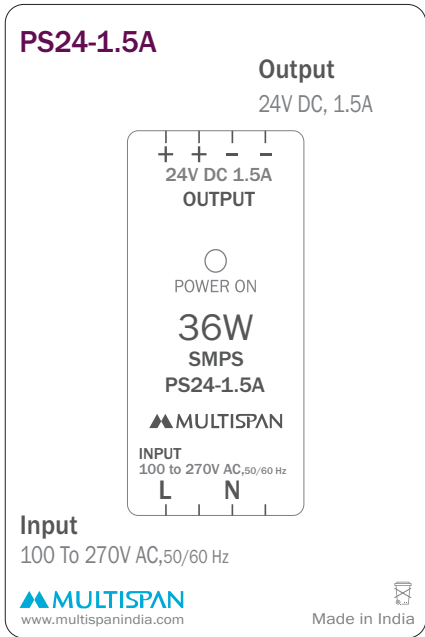 PS24-1.5A
Output
24V DC, 1.5A
+ + – –
24V DC 1.5A
OUTPUT
POWER ON
36W
SMPS
PS24-1.5A
MULTISPAN
INPUT
100 to 270V AC,50/60 Hz
L N
Input
100 To 270V AC,50/60 Hz
MULTISPAN
www.multispanindia.com
Made in India